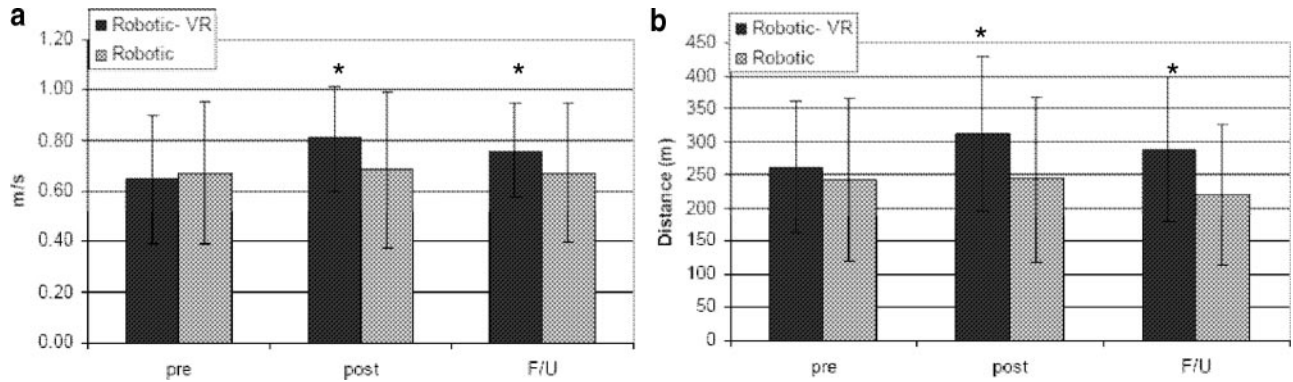 a
Robotic- VR
Robotic
1.20
1.00
0.80
0.60
0.40
0.20
0.00
m/s
*
*
pre
post
F/U
b
Robotic- VR
Robotic
450
400
350
300
250
200
150
100
50
0
Distance (m)
*
*
pre
post
F/U